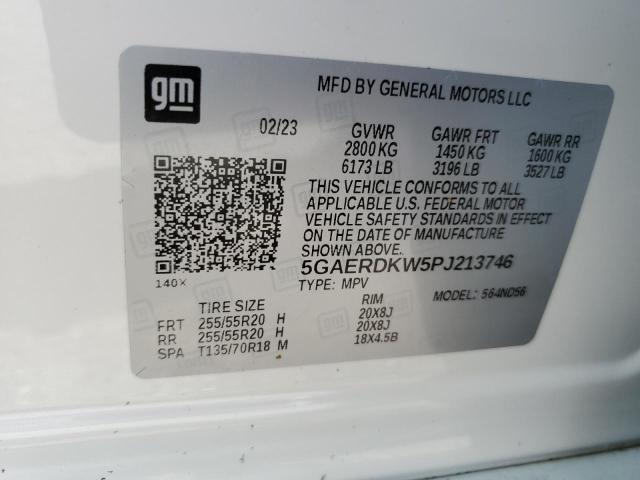 gm
MFD BY GENERAL MOTORS LLC
02/23 GVWR GAWR FRT GAWR RR
2800 KG 1450 KG 1600 KG
6173 LB 3196 LB 3527 LB
THIS VEHICLE CONFORMS TO ALL
APPLICABLE U.S. FEDERAL MOTOR
VEHICLE SAFETY STANDARDS IN EFFECT
ON THE DATE OF MANUFACTURE
SHOWN ABOVE.
5GAERDKW5PJ213746
140X TYPE: MPV MODEL: 564ND56
TIRE SIZE RIM
FRT 255/55R20 H 20X8J
RR 255/55R20 H 20X8J
SPA T135/70R18 M 18X4.5B